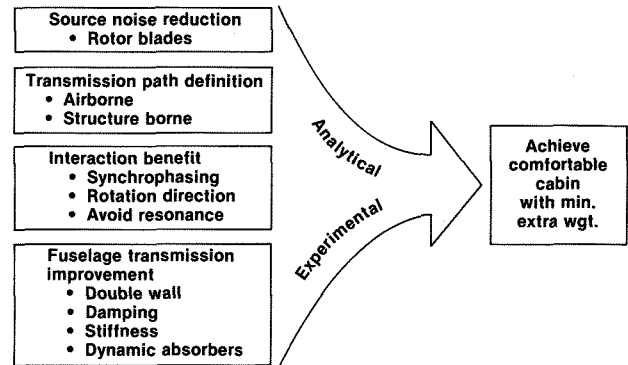 Source noise reduction
• Rotor blades
Transmission path definition
• Airborne
• Structure borne
Interaction benefit
• Synchrophasing
• Rotation direction
• Avoid resonance
Fuselage transmission
improvement
• Double wall
• Damping
• Stiffness
• Dynamic absorbers
Analytical
Experimental
Achieve
comfortable
cabin
with min.
extra wgt.